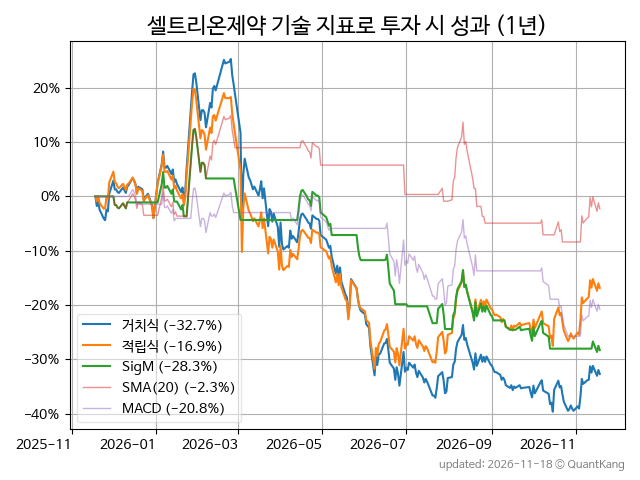 셀트리온제약 기술 지표로 투자 시 성과 (1년)
20%
10%
0%
−10%
−20%
−30%
−40%
거치식 (−32.7%)
적립식 (−16.9%)
SigM (−28.3%)
SMA(20) (−2.3%)
MACD (−20.8%)
2025-11
2026-01
2026-03
2026-05
2026-07
2026-09
2026-11
updated: 2026-11-18 © QuantKang